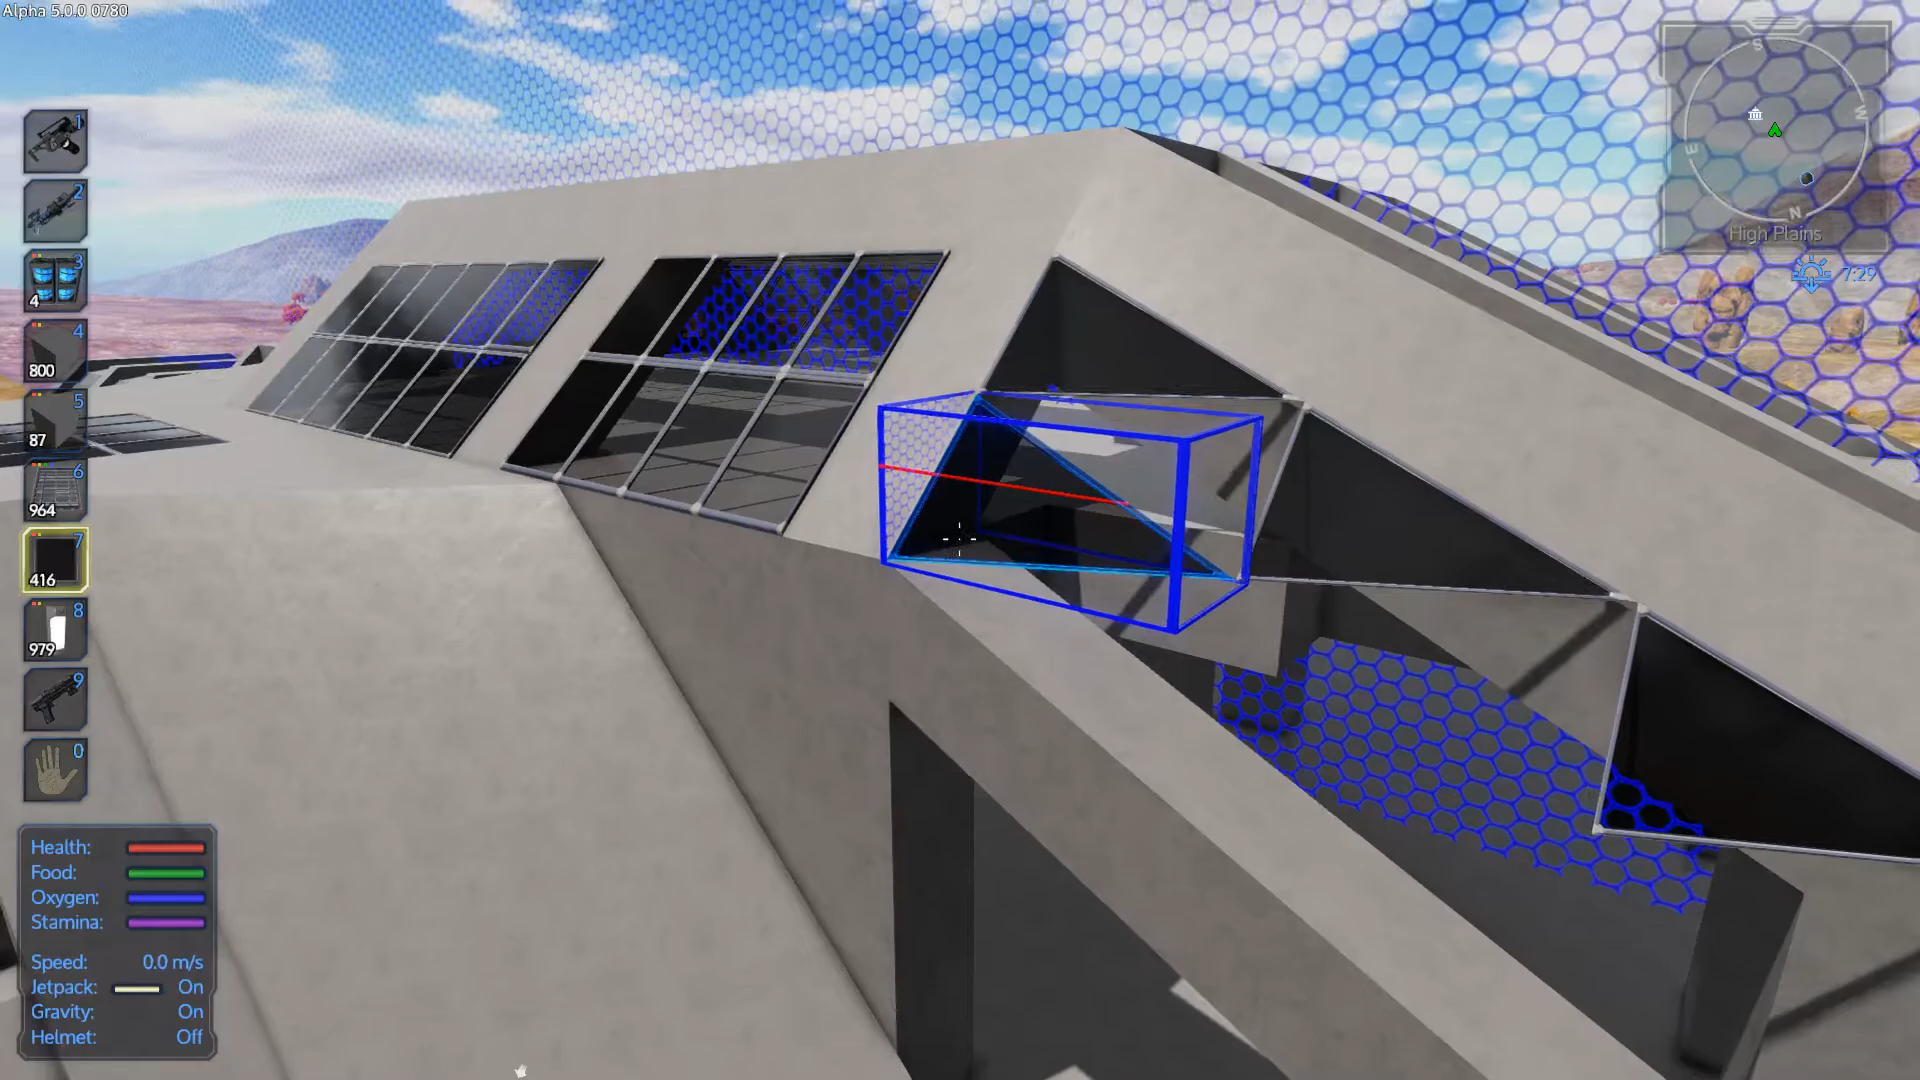 Alpha 5.0.0 0780
S
W
E
N
High Plains
7:29
1
2
3
4
4
800
5
87
6
964
7
416
8
979
9
0
Health:
Food:
Oxygen:
Stamina:
Speed: 0.0 m/s
Jetpack: On
Gravity: On
Helmet: Off